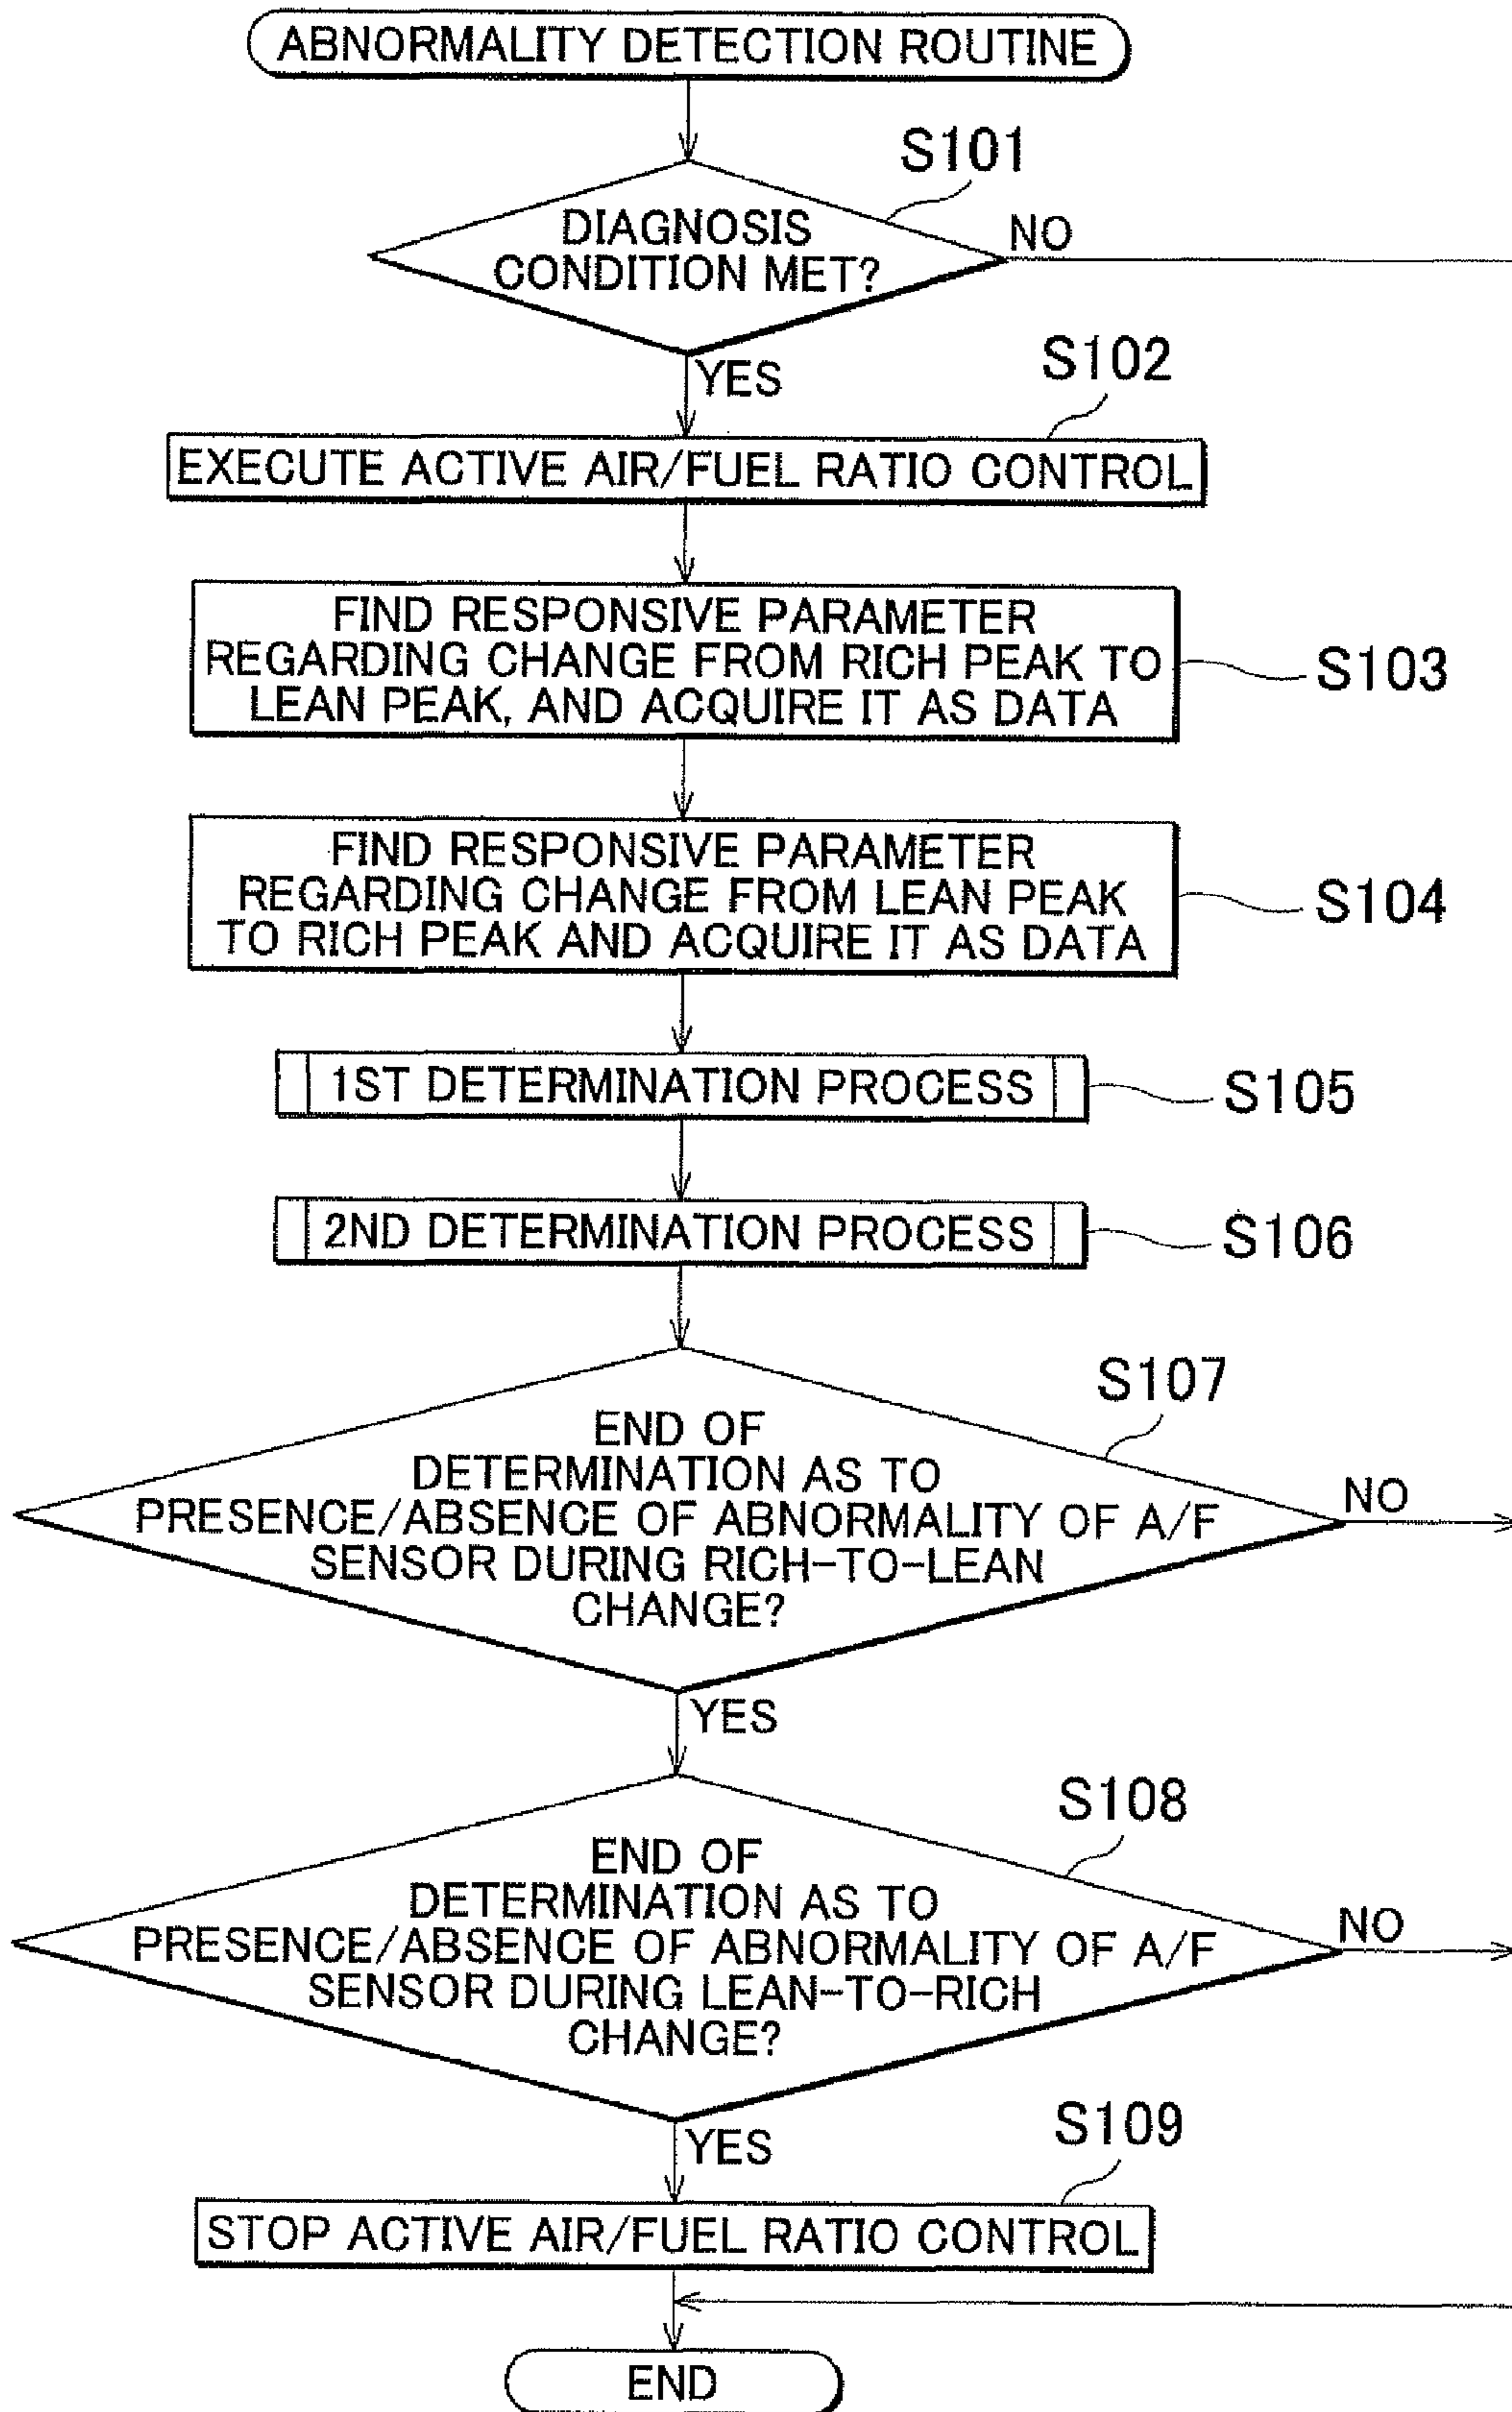 ABNORMALITY DETECTION ROUTINE
S101
DIAGNOSIS
CONDITION MET?
NO
YES
S102
EXECUTE ACTIVE AIR/FUEL RATIO CONTROL
FIND RESPONSIVE PARAMETER
REGARDING CHANGE FROM RICH PEAK TO
LEAN PEAK, AND ACQUIRE IT AS DATA
S103
FIND RESPONSIVE PARAMETER
REGARDING CHANGE FROM LEAN PEAK
TO RICH PEAK AND ACQUIRE IT AS DATA
S104
1ST DETERMINATION PROCESS
S105
2ND DETERMINATION PROCESS
S106
S107
END OF
DETERMINATION AS TO
PRESENCE/ABSENCE OF ABNORMALITY OF A/F
SENSOR DURING RICH-TO-LEAN
CHANGE?
NO
YES
S108
END OF
DETERMINATION AS TO
PRESENCE/ABSENCE OF ABNORMALITY OF A/F
SENSOR DURING LEAN-TO-RICH
CHANGE?
NO
YES
S109
STOP ACTIVE AIR/FUEL RATIO CONTROL
END